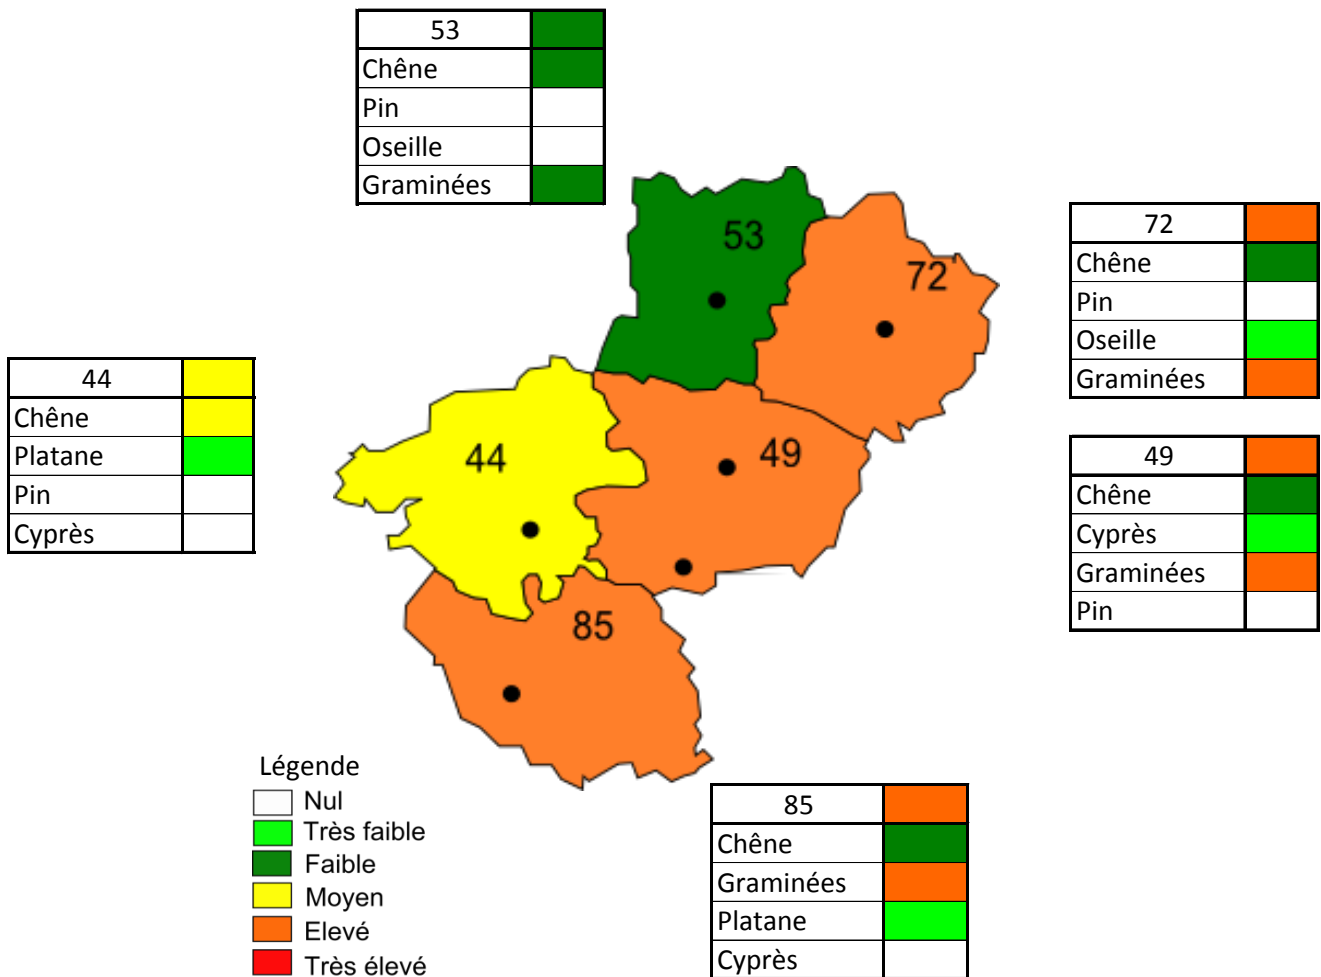 53
Chêne
Pin
Oseille
Graminées
53
72
72
Chêne
Pin
Oseille
Graminées
44
Chêne
Platane
Pin
Cyprès
44
49
49
Chêne
Cyprès
Graminées
Pin
85
Légende
Nul
Très faible
Faible
Moyen
Elevé
Très élevé
85
Chêne
Graminées
Platane
Cyprès